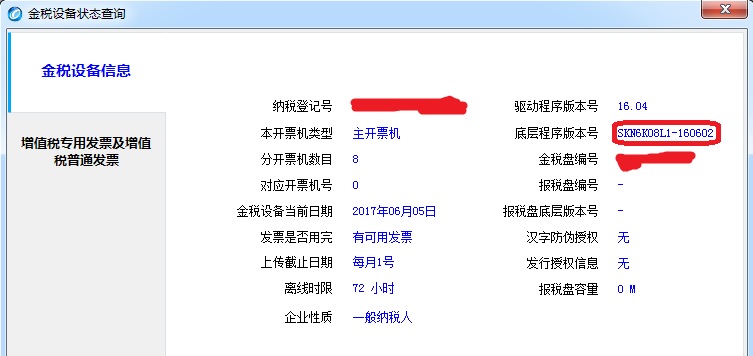 金税设备状态查询
金税设备信息
增值税专用发票及增值
税普通发票
纳税登记号 驱动程序版本号 16.04
本开票机类型 主开票机 底层程序版本号 SKN6K08L1-160602
分开票机数目 8 金税盘编号
对应开票机号 0 报税盘编号 -
金税设备当前日期 2017年06月05日 报税盘底层版本号 -
发票是否用完 有可用发票 汉字防伪授权 无
上传截止日期 每月1号 发行授权信息 无
离线时限 72 小时 报税盘容量 0 M
企业性质 一般纳税人